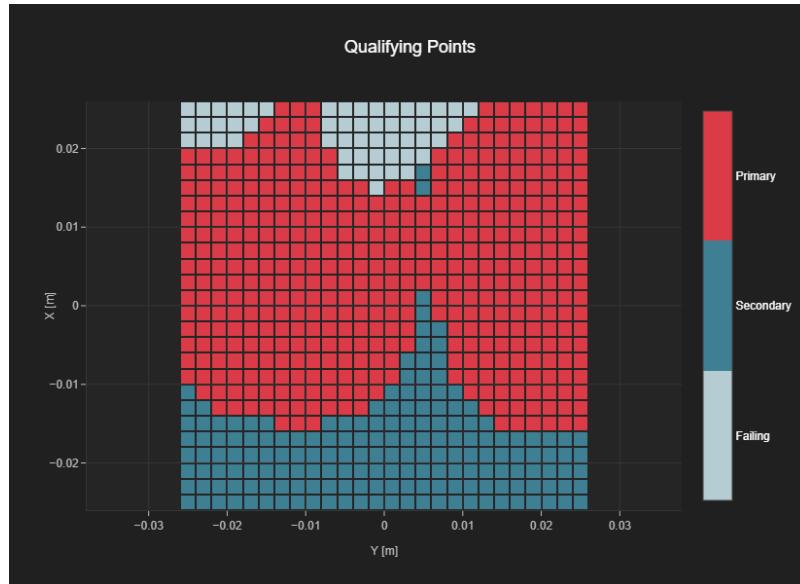 Qualifying Points
0.02
0.01
0
−0.01
−0.02
X [m]
−0.03
−0.02
−0.01
0
0.01
0.02
0.03
Y [m]
Primary
Secondary
Failing